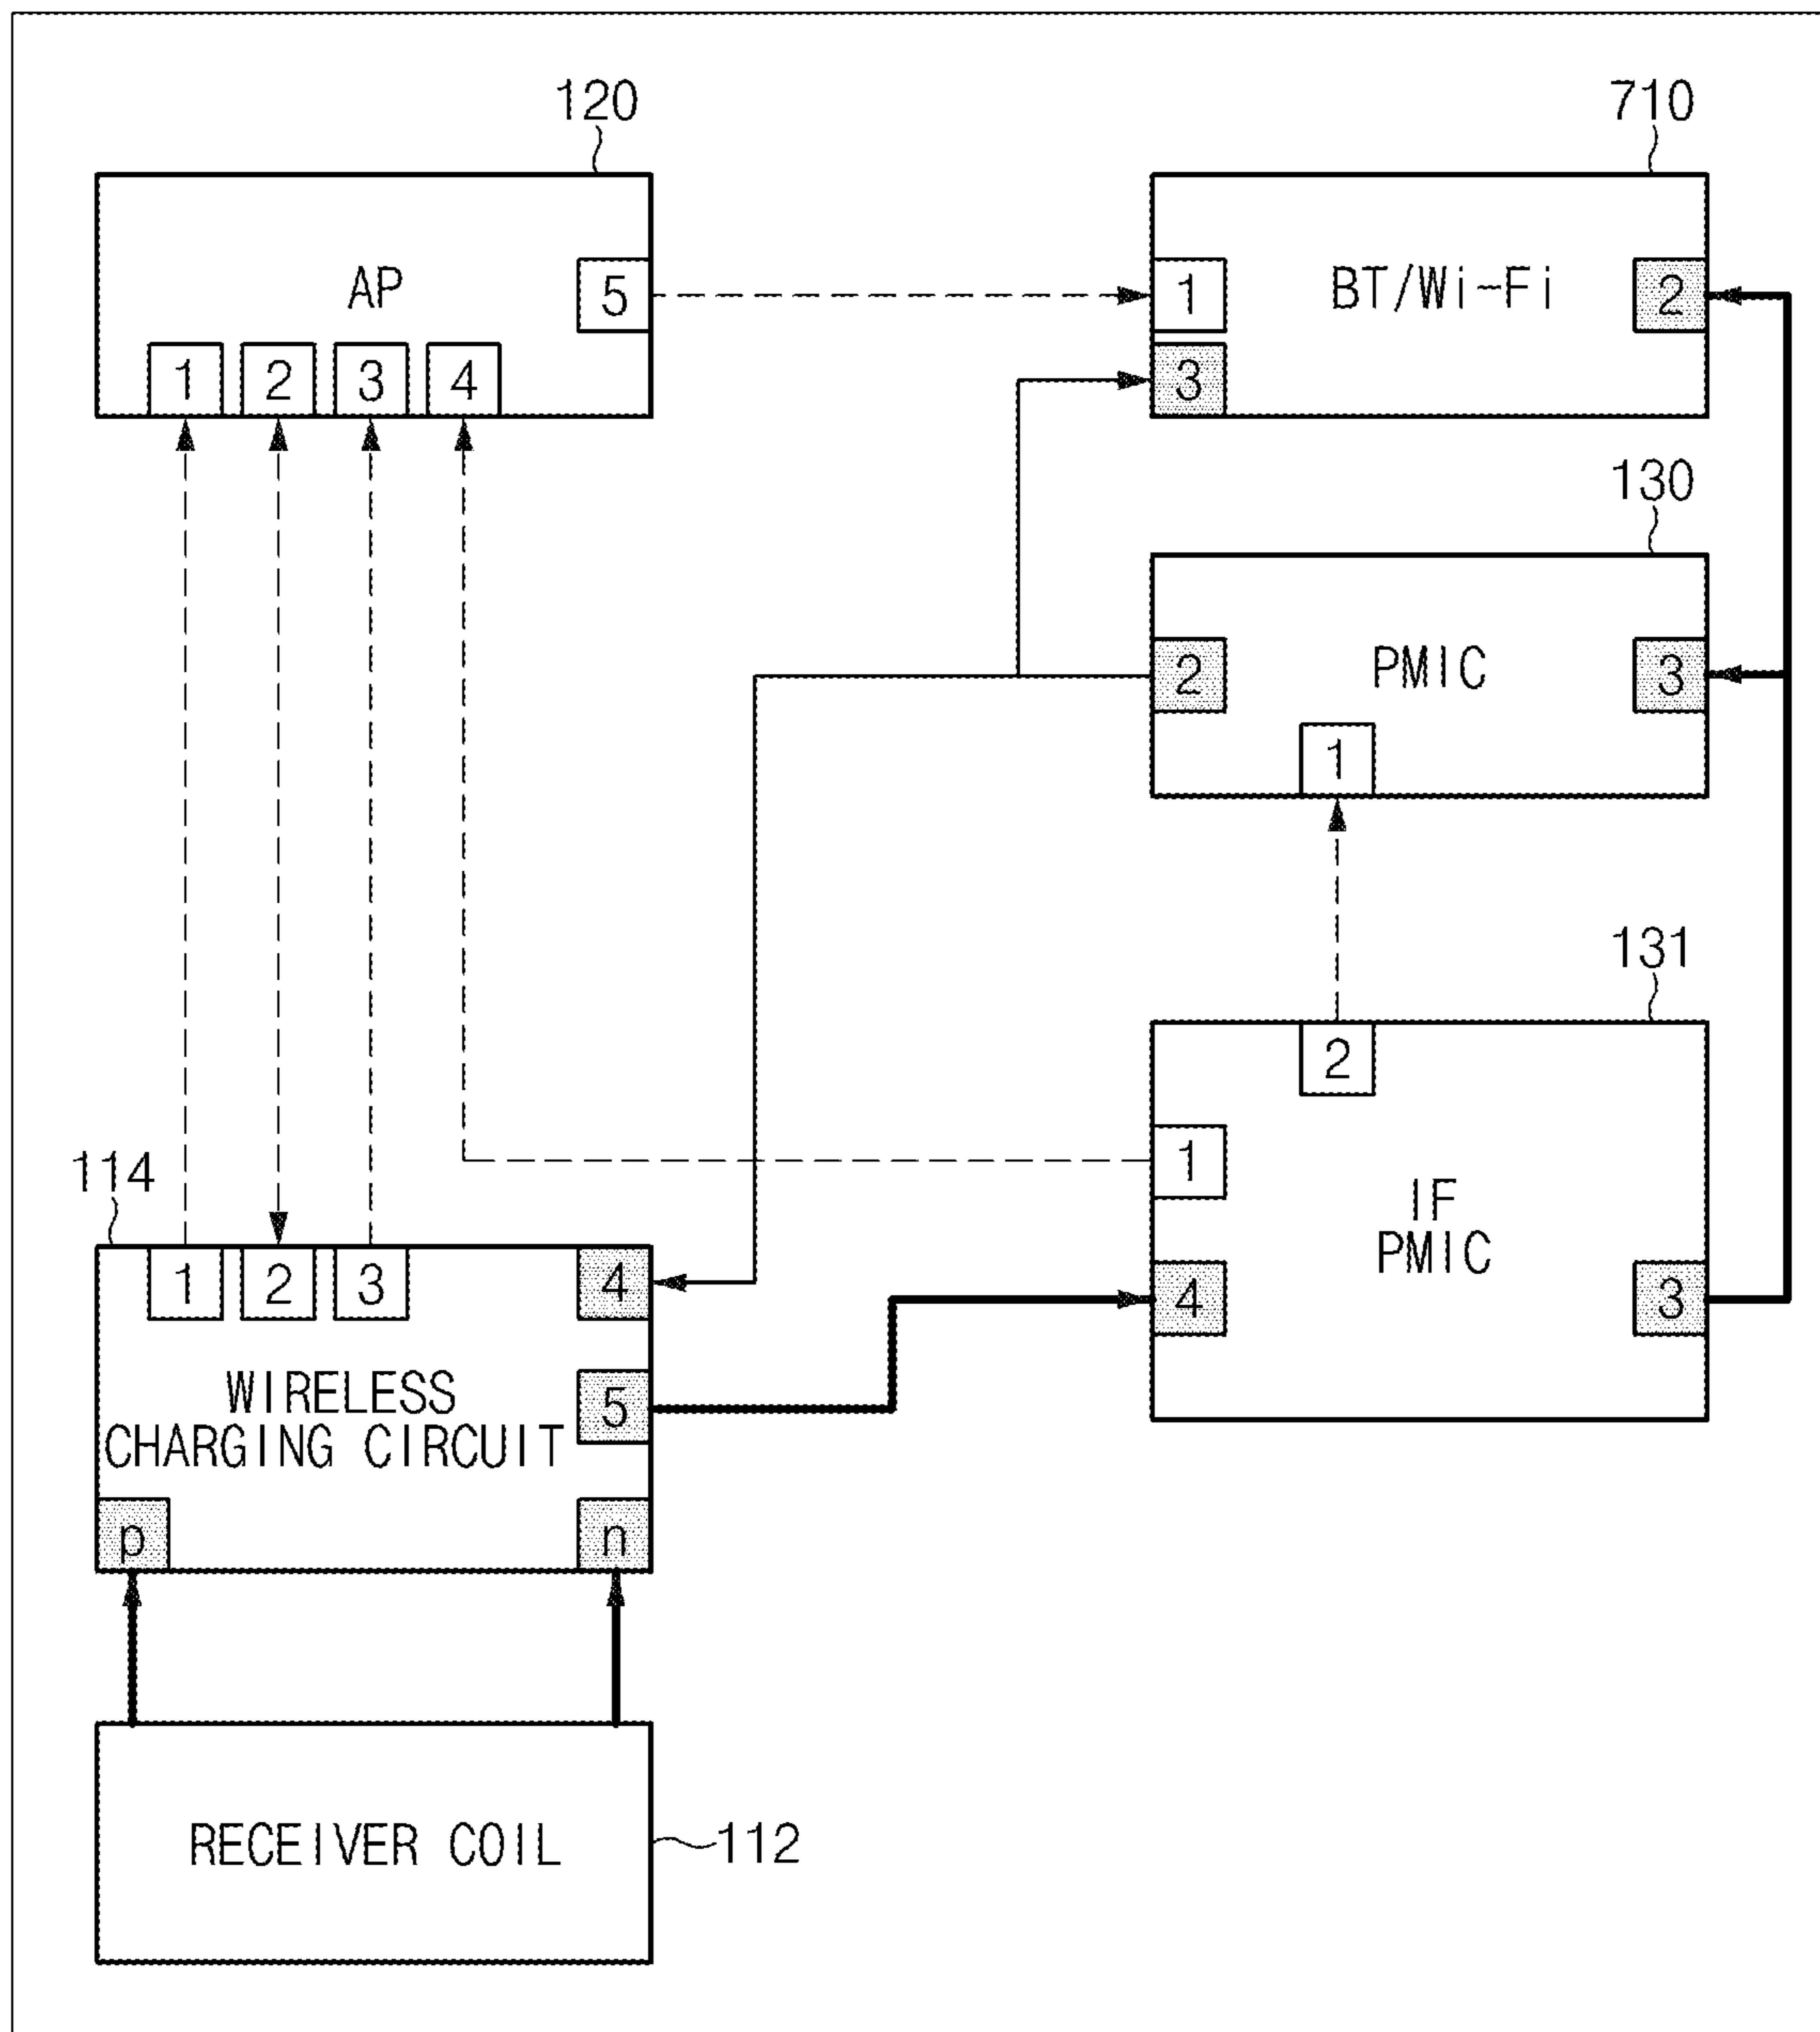 120
710
AP
5
1
BT/Wi-Fi
2
1 2 3 4
3
130
2
PMIC
3
1
131
2
114
1
IF
PMIC
1 2 3 4
4
3
WIRELESS
5
CHARGING CIRCUIT
p
n
RECEIVER COIL
112